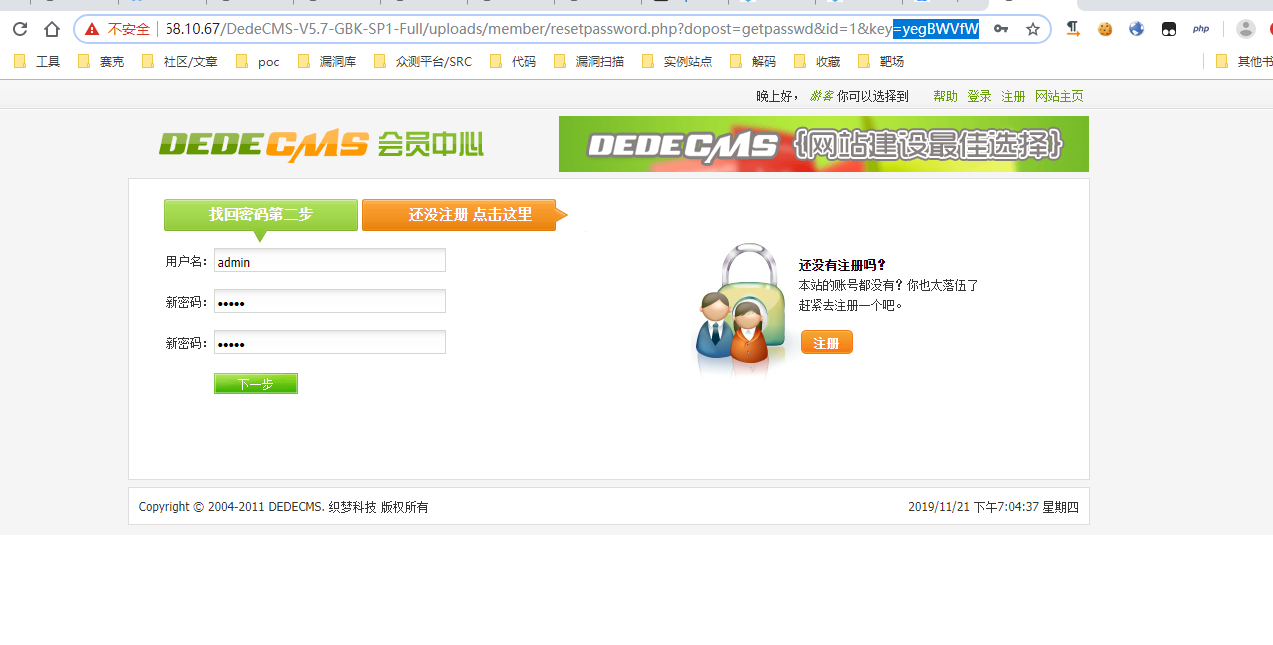 不安全 58.10.67/DedeCMS-V5.7-GBK-SP1-Full/uploads/member/resetpassword.php?dopost=getpasswd&id=1&key=yegBWVfW php
工具 赛克 社区/文章 poc 漏洞库 众测平台/SRC 代码 漏洞扫描 实例站点 解码 收藏 靶场 其他书
晚上好, 游客 你可以选择到 帮助 登录 注册 网站主页
DEDECMS 会员中心
DEDECMS {网站建设最佳选择}
找回密码第二步 还没注册 点击这里
用户名: admin
新密码: •••••
新密码: •••••
下一步
还没有注册吗?
本站的账号都没有? 你也太落伍了
赶紧去注册一个吧。
注册
Copyright © 2004-2011 DEDECMS. 织梦科技 版权所有
2019/11/21 下午7:04:37 星期四